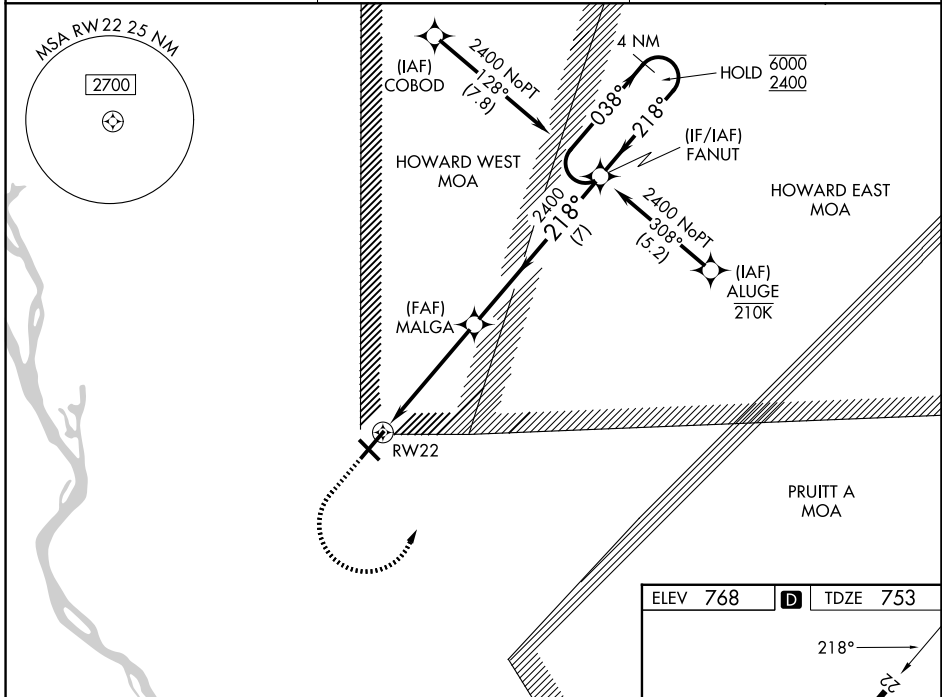 MSA RW22 25 NM
2700
(IAF)
COBOD
2400 NoPT
128°
(7.8)
4 NM
HOLD 6000
2400
038°
218°
(IF/IAF)
FANUT
HOWARD WEST
MOA
HOWARD EAST
MOA
2400
218°
(7)
2400 NoPT
308°
(5.2)
(IAF)
ALUGE
210K
(FAF)
MALGA
RW22
PRUITT A
MOA
ELEV 768 D TDZE 753
218°
22